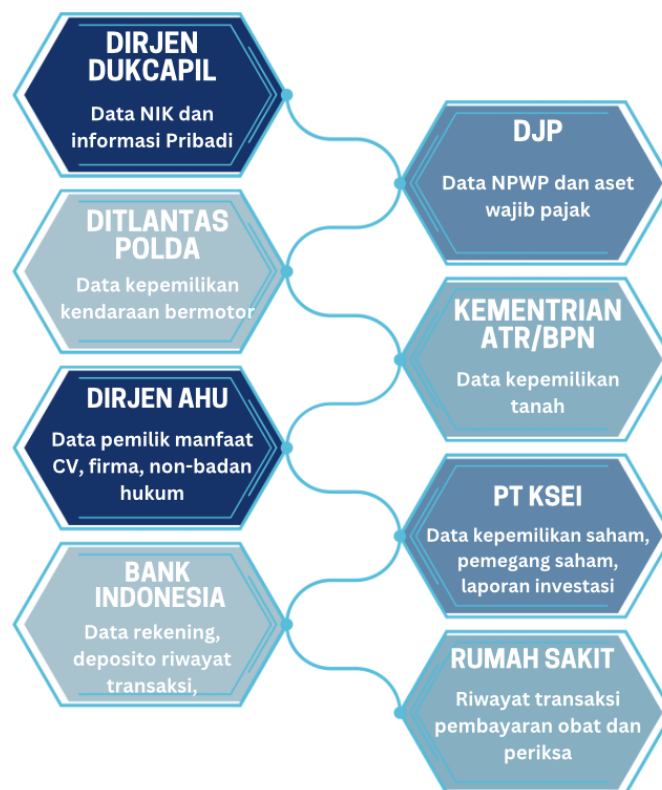 DIRJEN
DUKCAPIL
Data NIK dan
informasi Pribadi
DJP
Data NPWP dan aset
wajib pajak
DITLANTAS
POLDA
Data kepemilikan
kendaraan bermotor
KEMENTRIAN
ATR/BPN
Data kepemilikan
tanah
DIRJEN AHU
Data pemilik manfaat
CV, firma, non-badan
hukum
PT KSEI
Data kepemilikan saham,
pemegang saham,
laporan investasi
BANK
INDONESIA
Data rekening,
deposito riwayat
transaksi,
RUMAH SAKIT
Riwayat transaksi
pembayaran obat dan
periksa